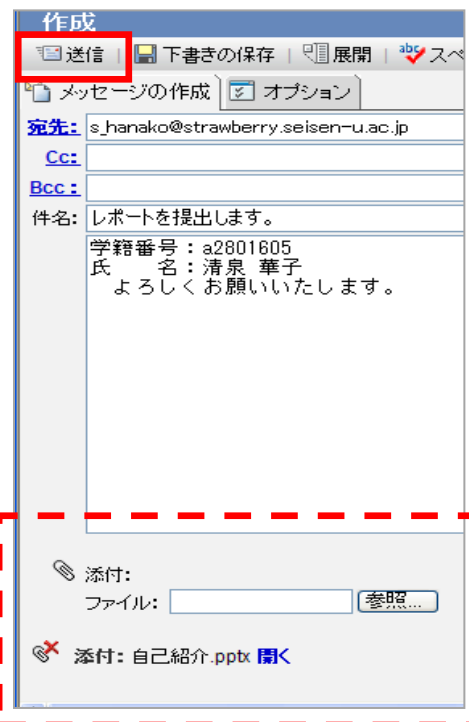 作成
送信 | 下書きの保存 | 展開 | abc スペ
メッセージの作成 オプション
宛先: s_hanako@strawberry.seisen-u.ac.jp
Cc:
Bcc :
件名: レポートを提出します。
学籍番号：a2801605
氏　　名：清泉 華子
よろしくお願いいたします。
添付:
ファイル: 参照...
添付: 自己紹介.pptx 開く